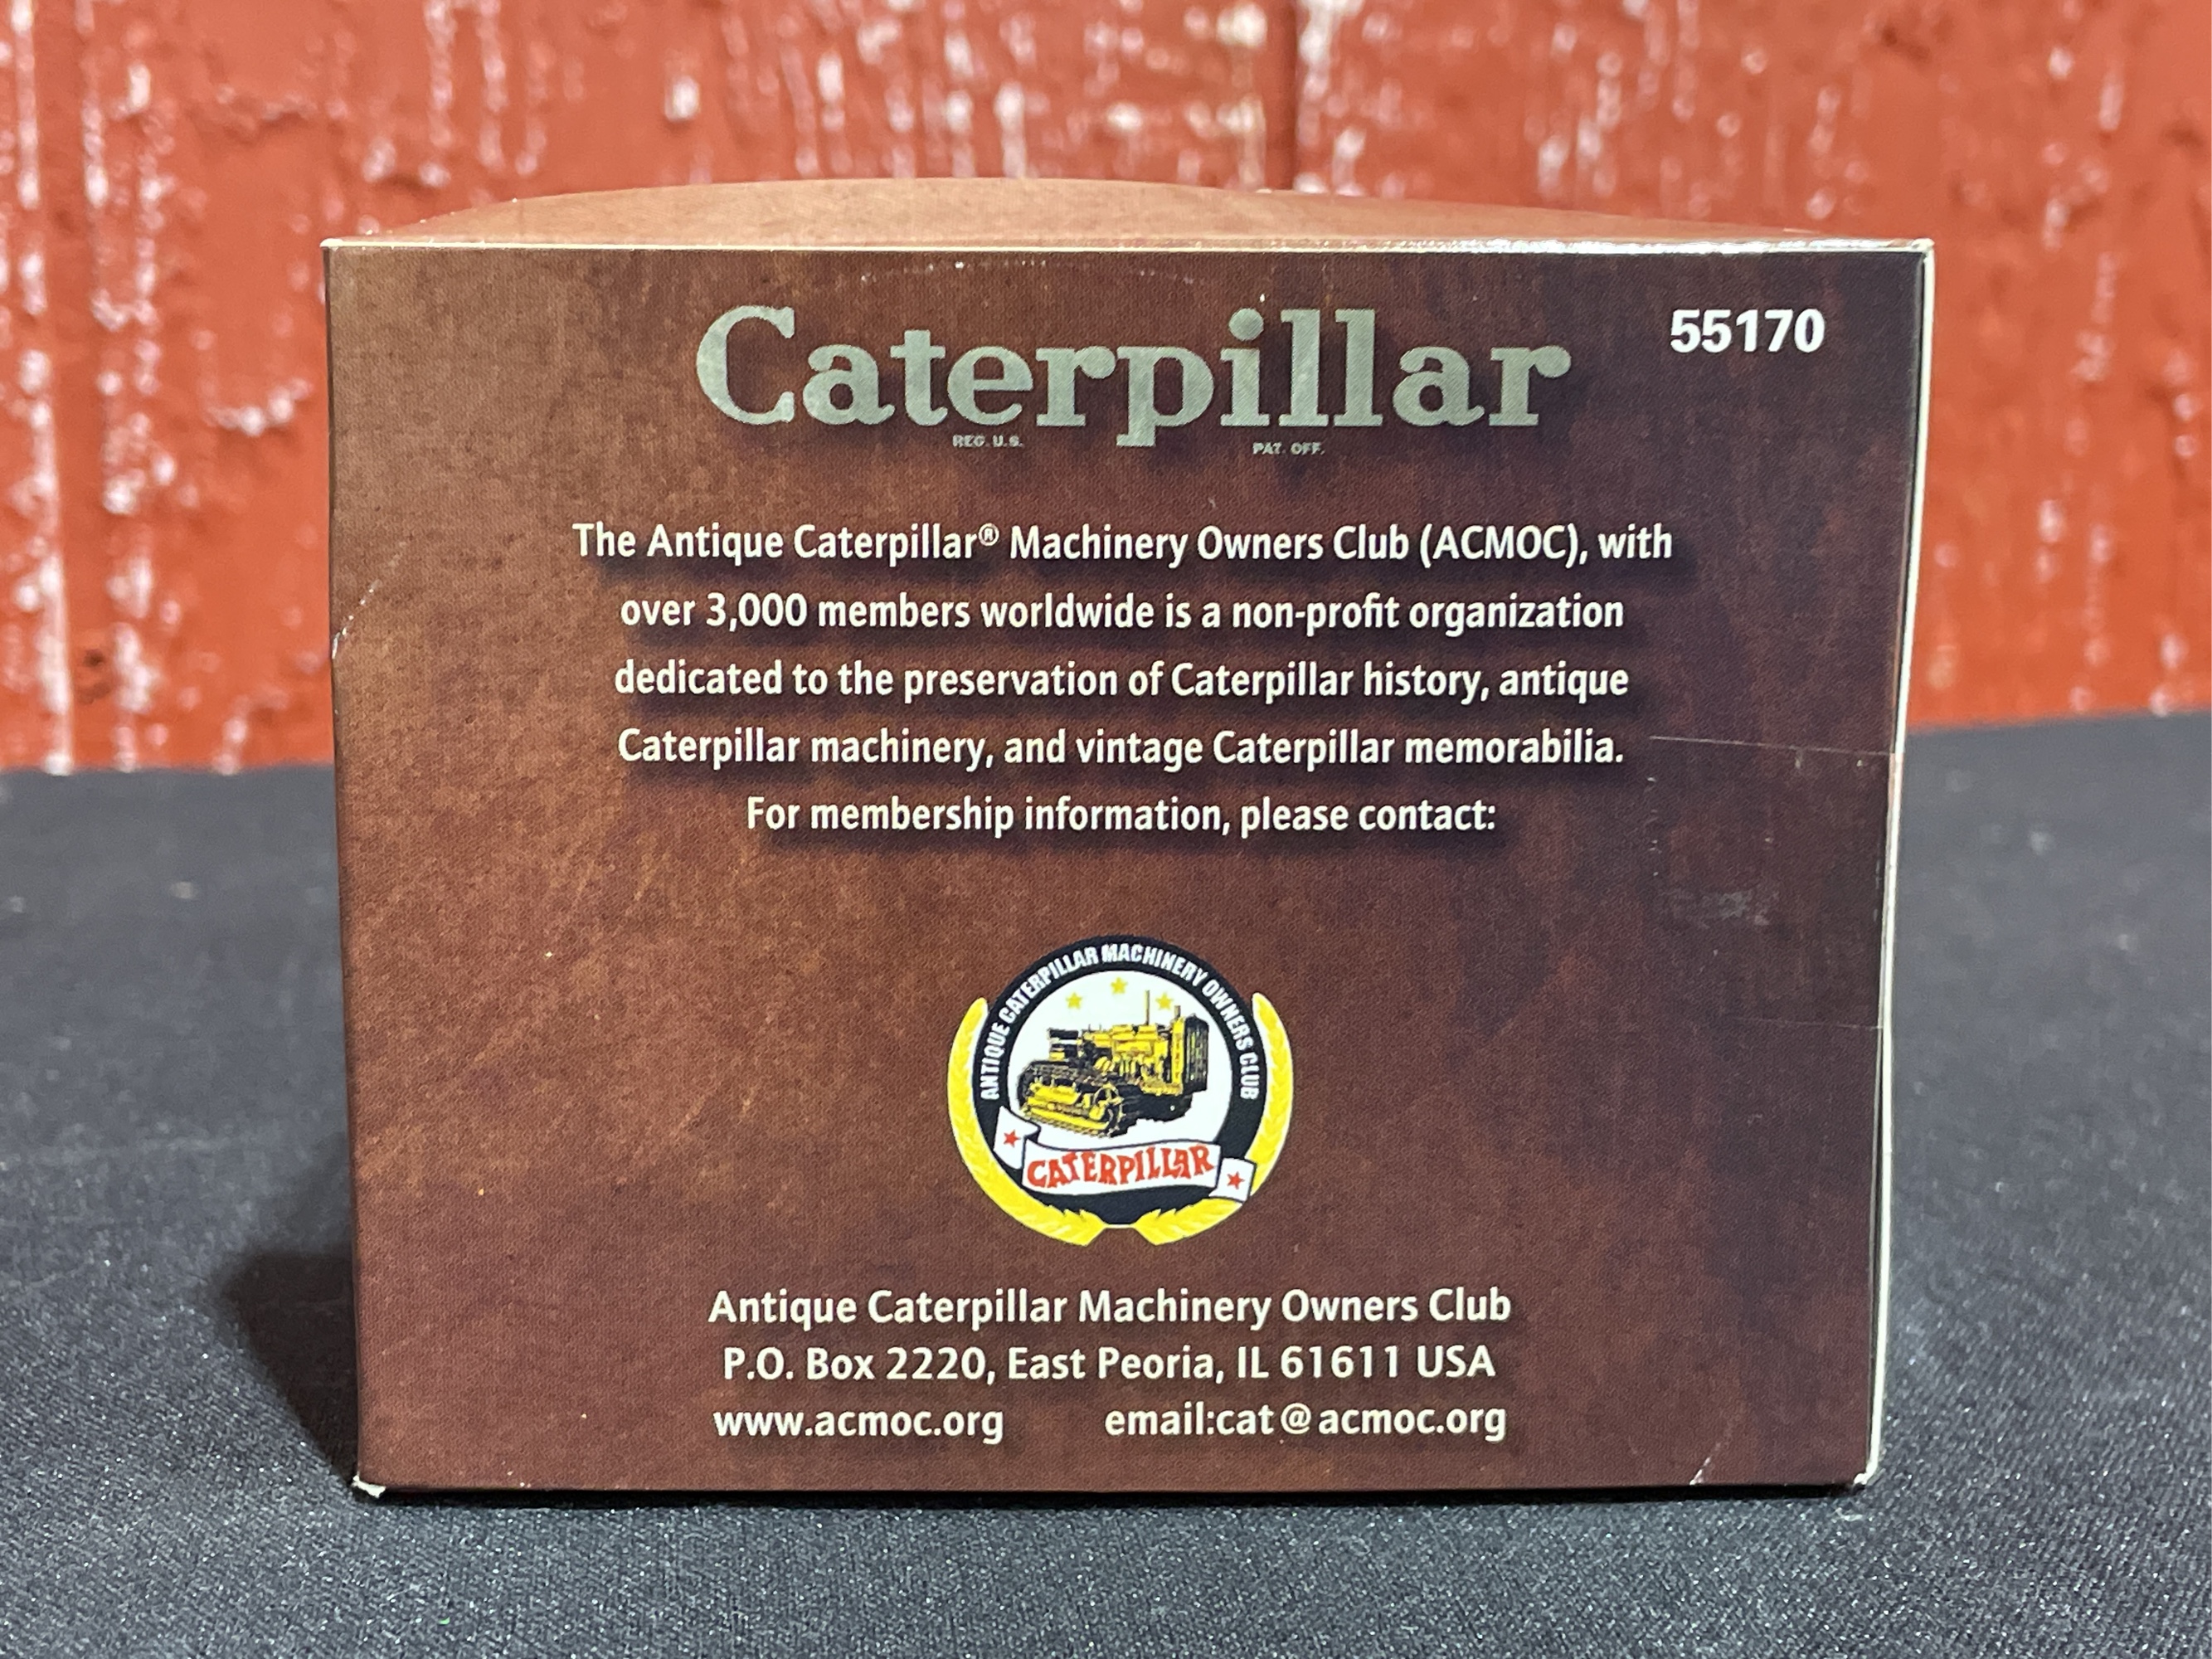 Caterpillar
REG. U.S. PAT. OFF.
55170
The Antique Caterpillar® Machinery Owners Club (ACMOC), with
over 3,000 members worldwide is a non-profit organization
dedicated to the preservation of Caterpillar history, antique
Caterpillar machinery, and vintage Caterpillar memorabilia.
For membership information, please contact:
ANTIQUE CATERPILLAR MACHINERY OWNERS CLUB
CATERPILLAR
Antique Caterpillar Machinery Owners Club
P.O. Box 2220, East Peoria, IL 61611 USA
www.acmoc.org email:cat@acmoc.org